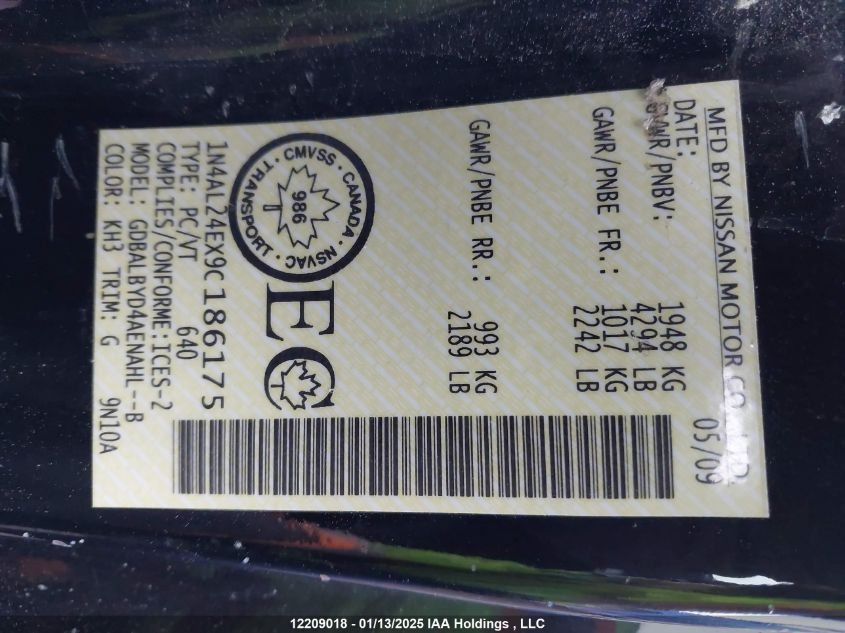 MFD BY NISSAN MOTOR CO., LTD.
DATE: 05/09
GVWR/PNBV: 1948 KG
4294 LB
GAWR/PNBE FR.: 1017 KG
2242 LB
GAWR/PNBE RR.: 993 KG
2189 LB
CMVSS · CANADA · NSVAC · TRANSPORT ·
986
EC
1N4AL24EX9C186175
TYPE: PC/VT 640
COMPLIES/CONFORME:ICES-2
MODEL: GDBALBYD4AENAHL--B
COLOR: KH3 TRIM: G 9N10A
12209018 - 01/13/2025 IAA Holdings , LLC